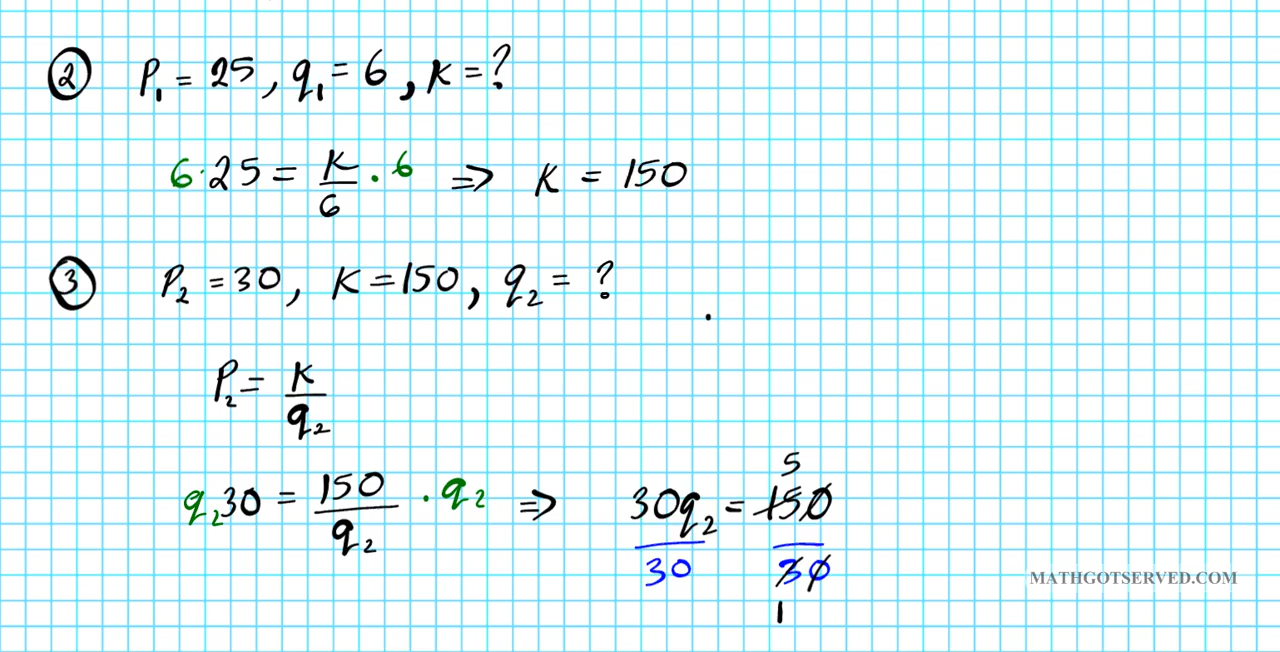 ② P₁ = 25, q₁ = 6, K = ?
6·25 = K/6 · 6 ⇒ K = 150
③ P₂ = 30, K = 150, q₂ = ?
P₂ = K/q₂
q₂30 = 150/q₂ · q₂ ⇒ 30q₂/30 = 150/30
5
1
MATHGOTSERVED.COM